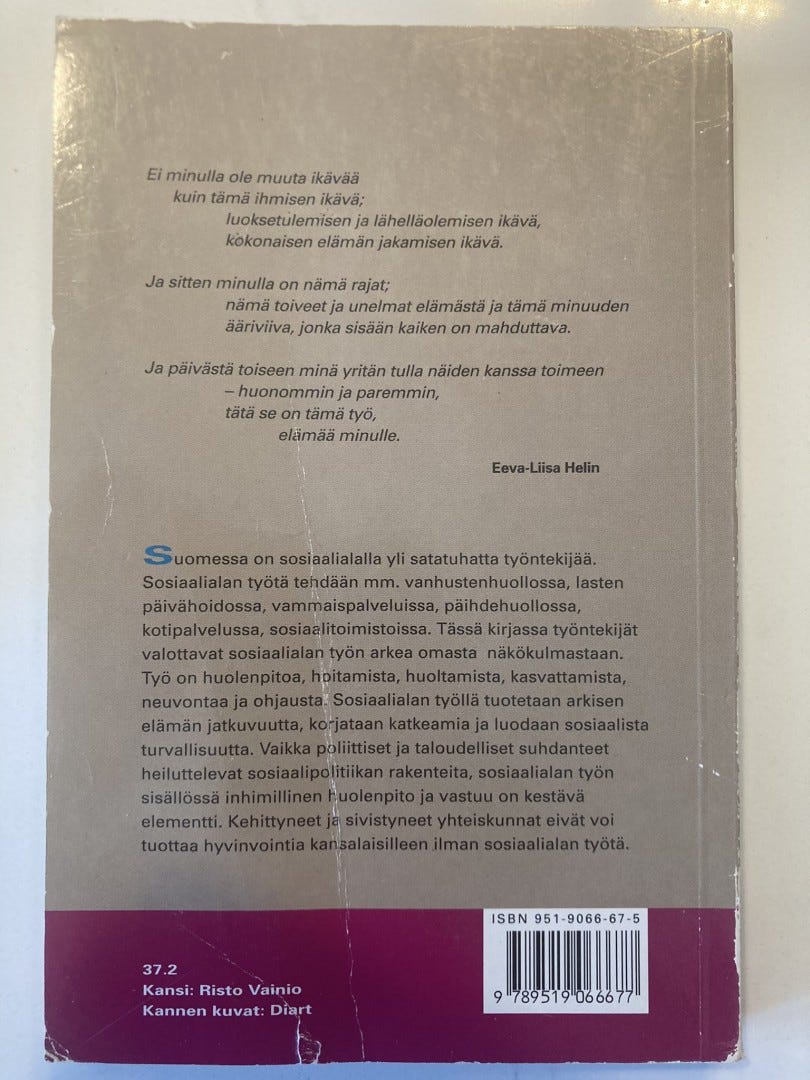 Ei minulla ole muuta ikävää
kuin tämä ihmisen ikävä;
luoksetulemisen ja lähelläolemisen ikävä,
kokonaisen elämän jakamisen ikävä.
Ja sitten minulla on nämä rajat;
nämä toiveet ja unelmat elämästä ja tämä minuuden
ääriviiva, jonka sisään kaiken on mahduttava.
Ja päivästä toiseen minä yritän tulla näiden kanssa toimeen
– huonommin ja paremmin,
tätä se on tämä työ,
elämää minulle.
Eeva-Liisa Helin
Suomessa on sosiaalialalla yli satatuhatta työntekijää.
Sosiaalialan työtä tehdään mm. vanhustenhuollossa, lasten
päivähoidossa, vammaispalveluissa, päihdehuollossa,
kotipalvelussa, sosiaalitoimistoissa. Tässä kirjassa työntekijät
valottavat sosiaalialan työn arkea omasta näkökulmastaan.
Työ on huolenpitoa, hoitamista, huoltamista, kasvattamista,
neuvontaa ja ohjausta. Sosiaalialan työllä tuotetaan arkisen
elämän jatkuvuutta, korjataan katkeamia ja luodaan sosiaalista
turvallisuutta. Vaikka poliittiset ja taloudelliset suhdanteet
heiluttelevat sosiaalipolitiikan rakenteita, sosiaalialan työn
sisällössä inhimillinen huolenpito ja vastuu on kestävä
elementti. Kehittyneet ja sivistyneet yhteiskunnat eivät voi
tuottaa hyvinvointia kansalaisilleen ilman sosiaalialan työtä.
ISBN 951-9066-67-5
9 789519 066677
37.2
Kansi: Risto Vainio
Kannen kuvat: Diart